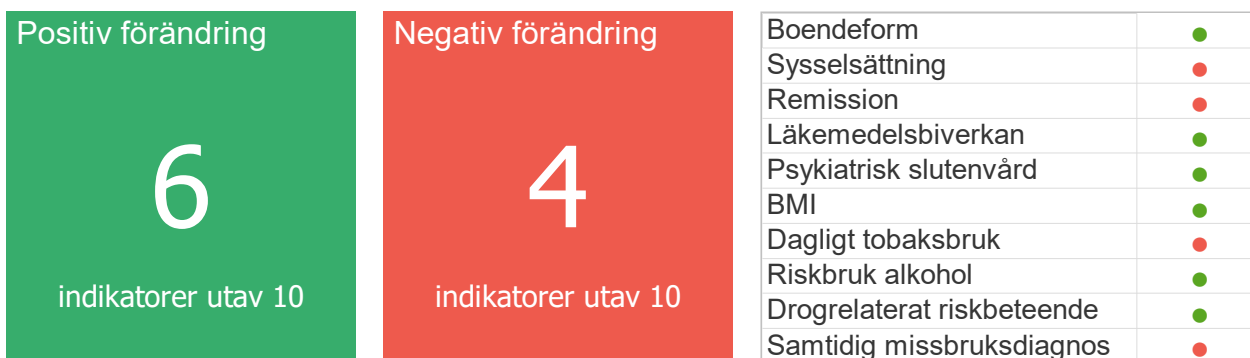 Positiv förändring
6
indikatorer utav 10
Negativ förändring
4
indikatorer utav 10
Boendeform
Sysselsättning
Remission
Läkemedelsbiverkan
Psykiatrisk slutenvård
BMI
Dagligt tobaksbruk
Riskbruk alkohol
Drogrelaterat riskbeteende
Samtidig missbruksdiagnos